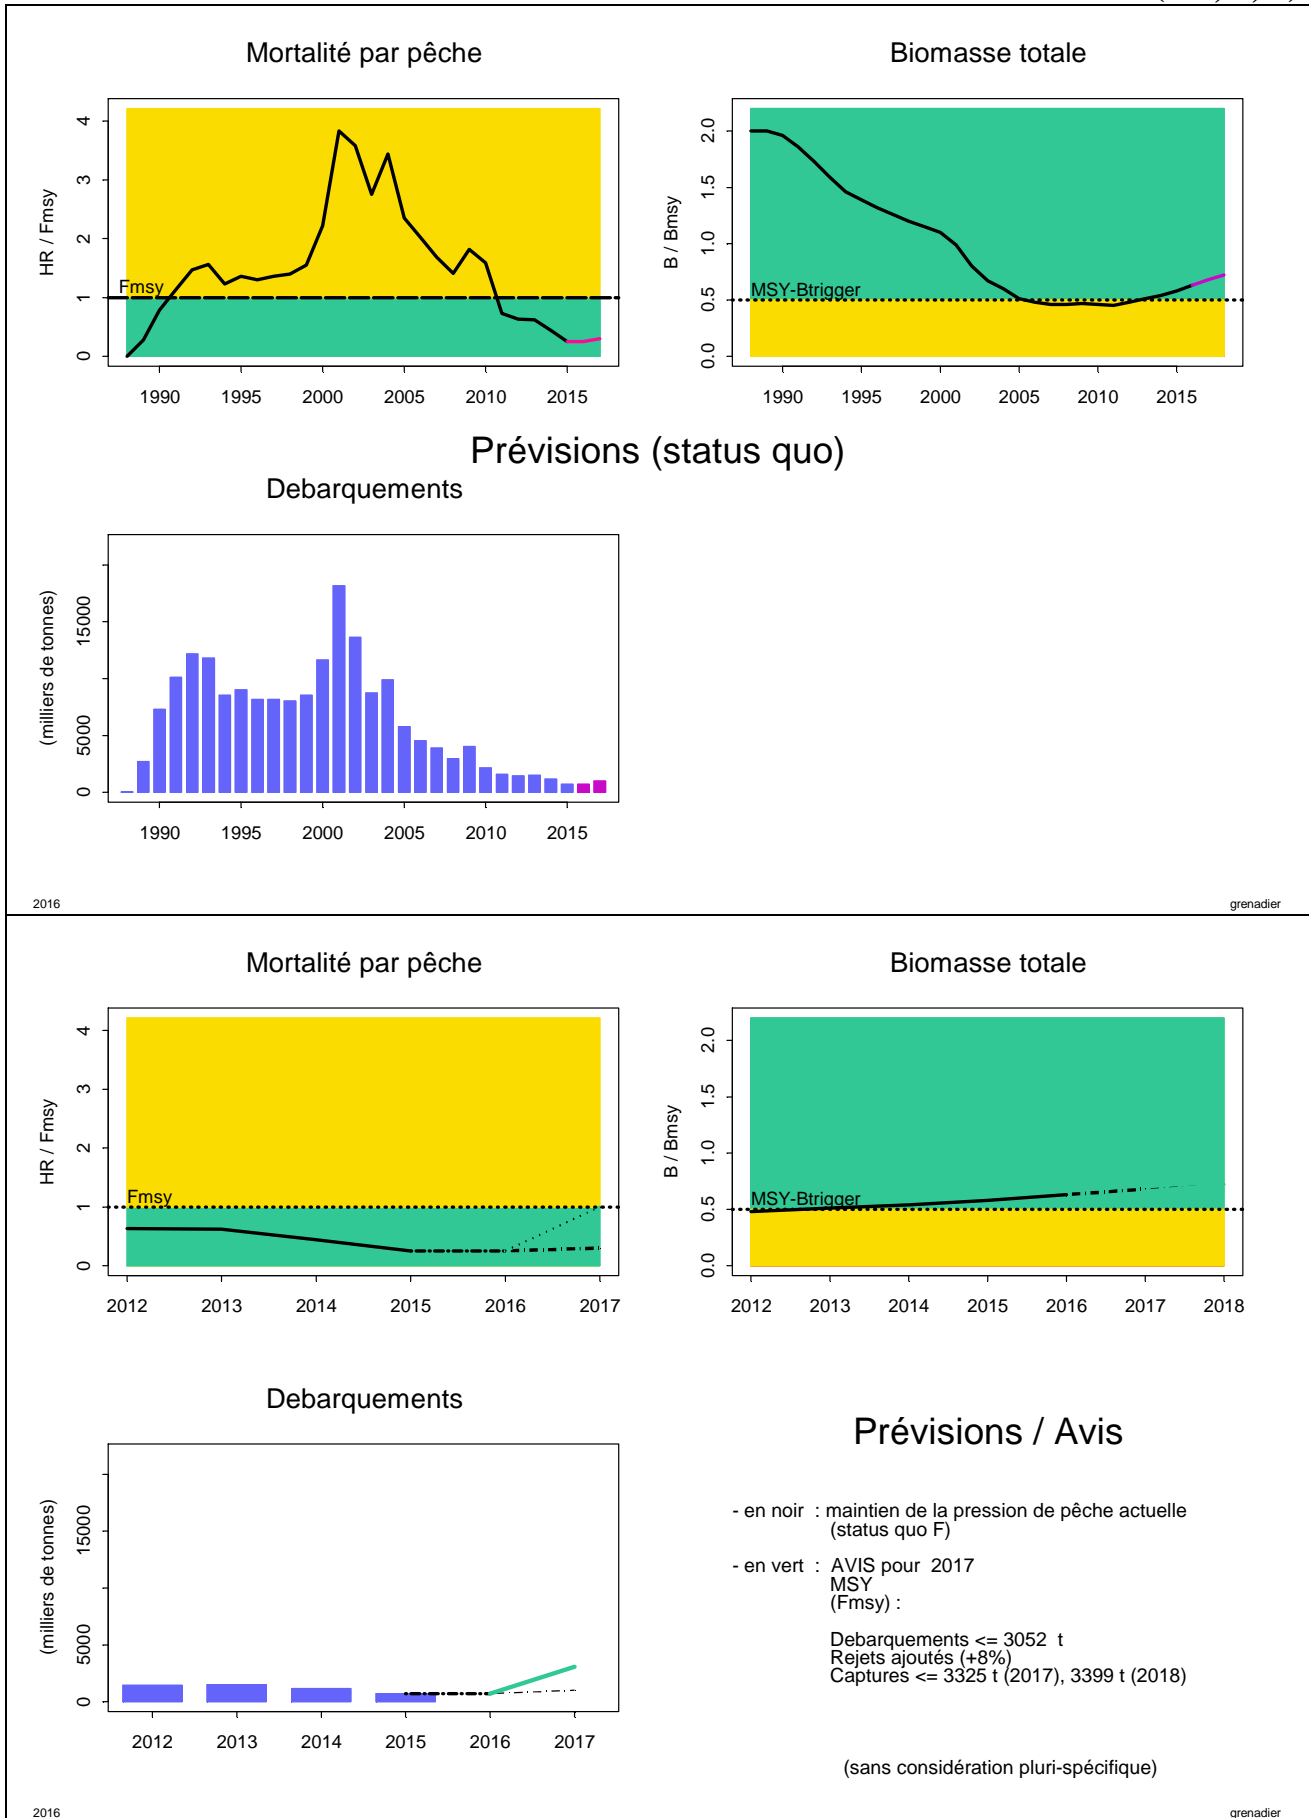 Mortalité par pêche
Biomasse totale
HR / Fmsy
0 1 2 3 4
Fmsy
1990 1995 2000 2005 2010 2015
B / Bmsy
0.0 0.5 1.0 1.5 2.0
MSY-Btrigger
1990 1995 2000 2005 2010 2015
Prévisions (status quo)
Debarquements
(milliers de tonnes)
0 5000 15000
1990 1995 2000 2005 2010 2015
2016
grenadier
Mortalité par pêche
Biomasse totale
HR / Fmsy
0 1 2 3 4
Fmsy
2012 2013 2014 2015 2016 2017
B / Bmsy
0.0 0.5 1.0 1.5 2.0
MSY-Btrigger
2012 2013 2014 2015 2016 2017 2018
Debarquements
(milliers de tonnes)
0 5000 15000
2012 2013 2014 2015 2016 2017
Prévisions / Avis
- en noir : maintien de la pression de pêche actuelle
(status quo F)
- en vert : AVIS pour 2017
MSY
(Fmsy) :
Debarquements <= 3052 t
Rejets ajoutés (+8%)
Captures <= 3325 t (2017), 3399 t (2018)
(sans considération pluri-spécifique)
2016
grenadier